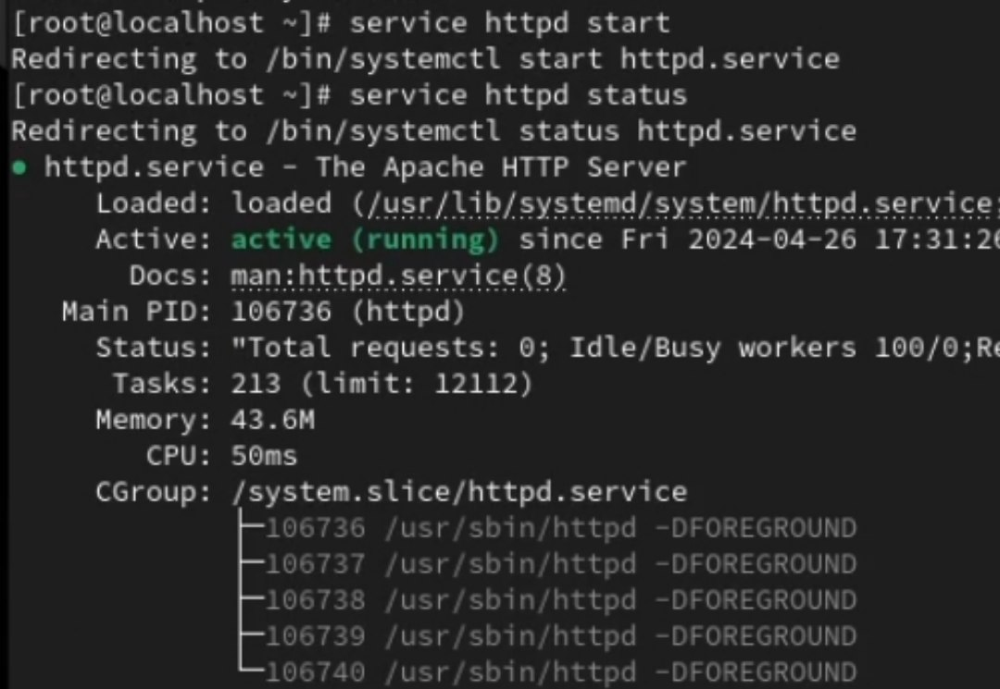 [root@localhost ~]# service httpd start
Redirecting to /bin/systemctl start httpd.service
[root@localhost ~]# service httpd status
Redirecting to /bin/systemctl status httpd.service
● httpd.service - The Apache HTTP Server
Loaded: loaded (/usr/lib/systemd/system/httpd.service;
Active: active (running) since Fri 2024-04-26 17:31:26
Docs: man:httpd.service(8)
Main PID: 106736 (httpd)
Status: "Total requests: 0; Idle/Busy workers 100/0;Re
Tasks: 213 (limit: 12112)
Memory: 43.6M
CPU: 50ms
CGroup: /system.slice/httpd.service
├─106736 /usr/sbin/httpd -DFOREGROUND
├─106737 /usr/sbin/httpd -DFOREGROUND
├─106738 /usr/sbin/httpd -DFOREGROUND
├─106739 /usr/sbin/httpd -DFOREGROUND
└─106740 /usr/sbin/httpd -DFOREGROUND